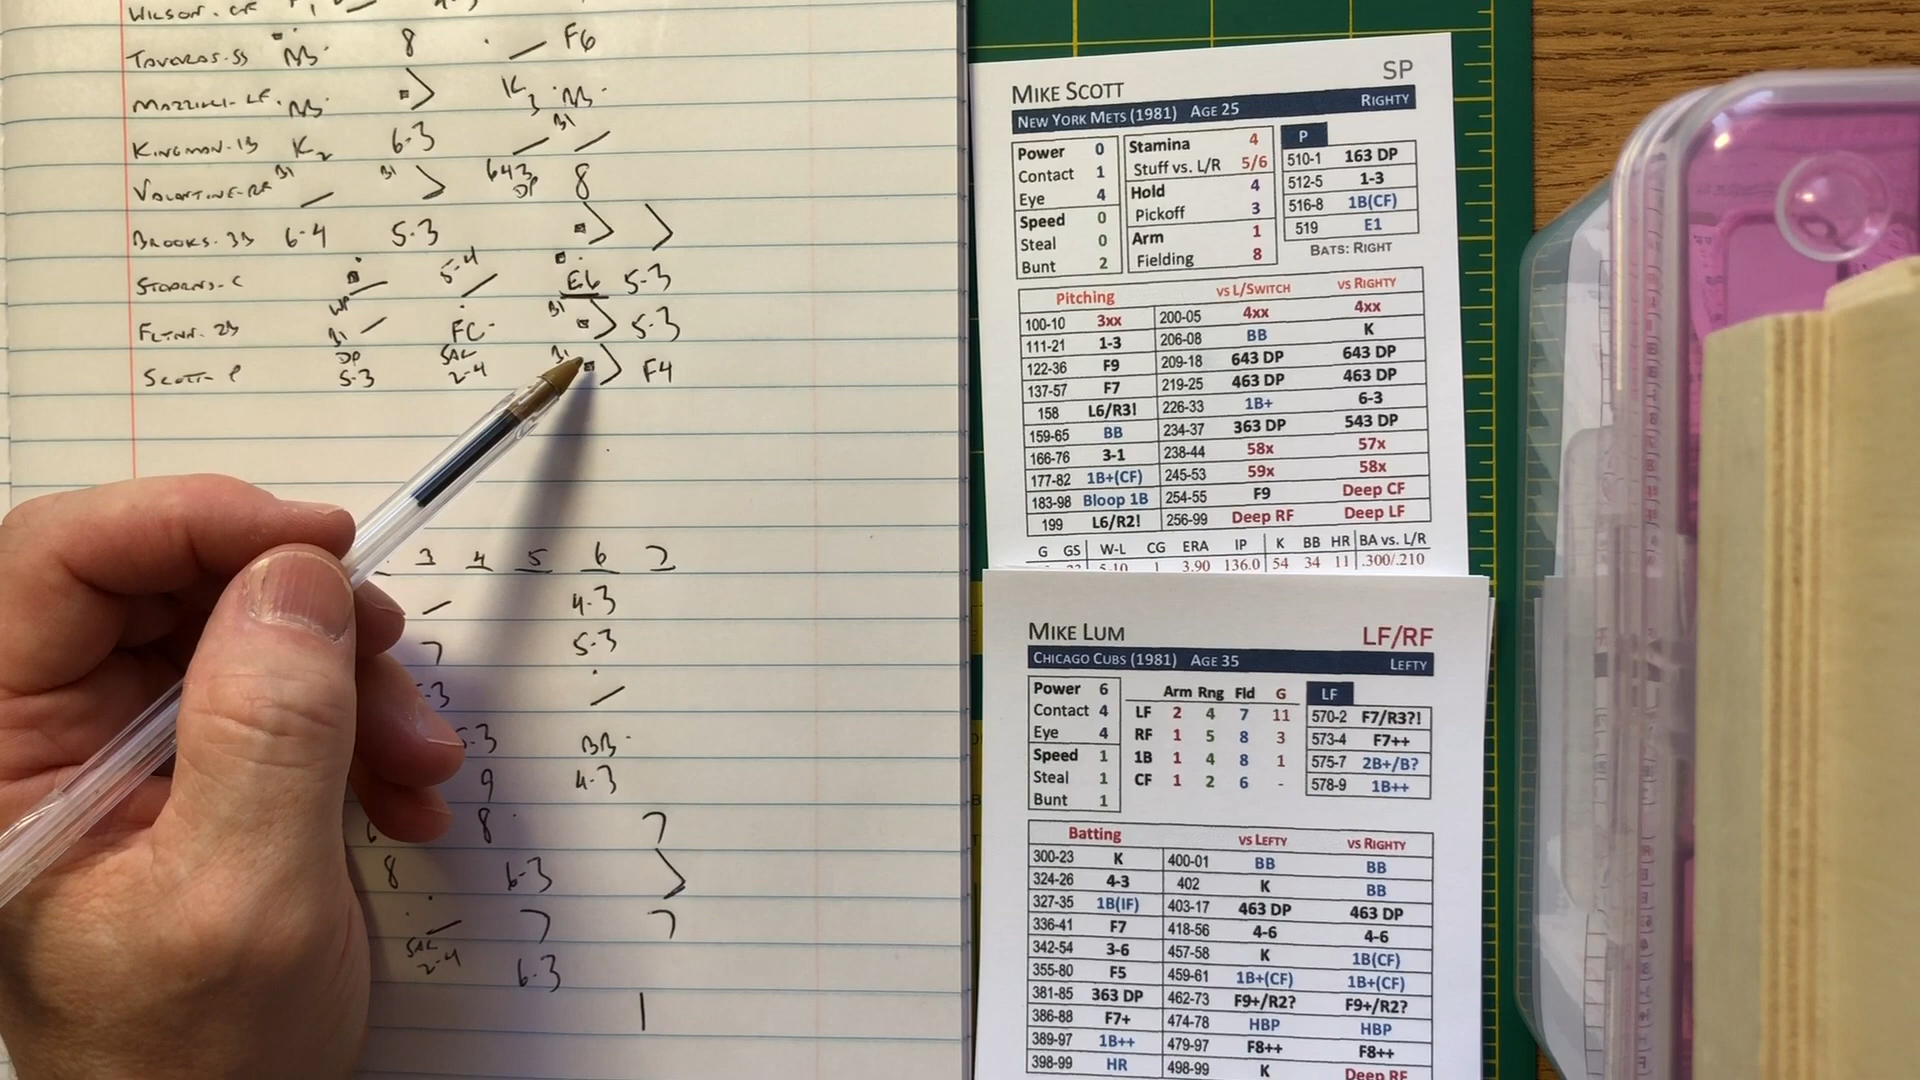 WILSON. CF
TAVERAS. SS BB 8 F6
MAZZILLI. LF BB K3 BB
KINGMAN. 1B K2 6-3 B1
VALENTINE. RF B1 B1 643 DP 8
BROOKS. 3B 6-4 5-3
STEARNS. C 5-4 E6 5-3
WP
FLYNN. 2B B1 FC B1 5-3
SCOTT. P DP 5-3 SAC 2-4 B1 F4
3 4 5 6 7
4-3
7 5-3
-3
5-3 BB
9 4-3
8 7
8 6-3
7 7
SAC 2-4 6-3
MIKE SCOTT SP
NEW YORK METS (1981) AGE 25 RIGHTY
Power 0
Contact 1
Eye 4
Speed 0
Steal 0
Bunt 2
Stamina 4
Stuff vs. L/R 5/6
Hold 4
Pickoff 3
Arm 1
Fielding 8
P
510-1 163 DP
512-5 1-3
516-8 1B(CF)
519 E1
BATS: RIGHT
Pitching VS L/SWITCH VS RIGHTY
100-10 3xx 200-05 4xx 4xx
111-21 1-3 206-08 BB K
122-36 F9 209-18 643 DP 643 DP
137-57 F7 219-25 463 DP 463 DP
158 L6/R3! 226-33 1B+ 6-3
159-65 BB 234-37 363 DP 543 DP
166-76 3-1 238-44 58x 57x
177-82 1B+(CF) 245-53 59x 58x
183-98 Bloop 1B 254-55 F9 Deep CF
199 L6/R2! 256-99 Deep RF Deep LF
G GS W-L CG ERA IP K BB HR BA vs. L/R
5-10 1 3.90 136.0 54 34 11 .300/.210
MIKE LUM LF/RF
CHICAGO CUBS (1981) AGE 35 LEFTY
Power 6
Contact 4
Eye 4
Speed 1
Steal 1
Bunt 1
Arm Rng Fld G
LF 2 4 7 11
RF 1 5 8 3
1B 1 4 8 1
CF 1 2 6 -
LF
570-2 F7/R3?!
573-4 F7++
575-7 2B+/B?
578-9 1B++
Batting VS LEFTY VS RIGHTY
300-23 K 400-01 BB BB
324-26 4-3 402 K BB
327-35 1B(IF) 403-17 463 DP 463 DP
336-41 F7 418-56 4-6 4-6
342-54 3-6 457-58 K 1B(CF)
355-80 F5 459-61 1B+(CF) 1B+(CF)
381-85 363 DP 462-73 F9+/R2? F9+/R2?
386-88 F7+ 474-78 HBP HBP
389-97 1B++ 479-97 F8++ F8++
398-99 HR 498-99 K Deep RF